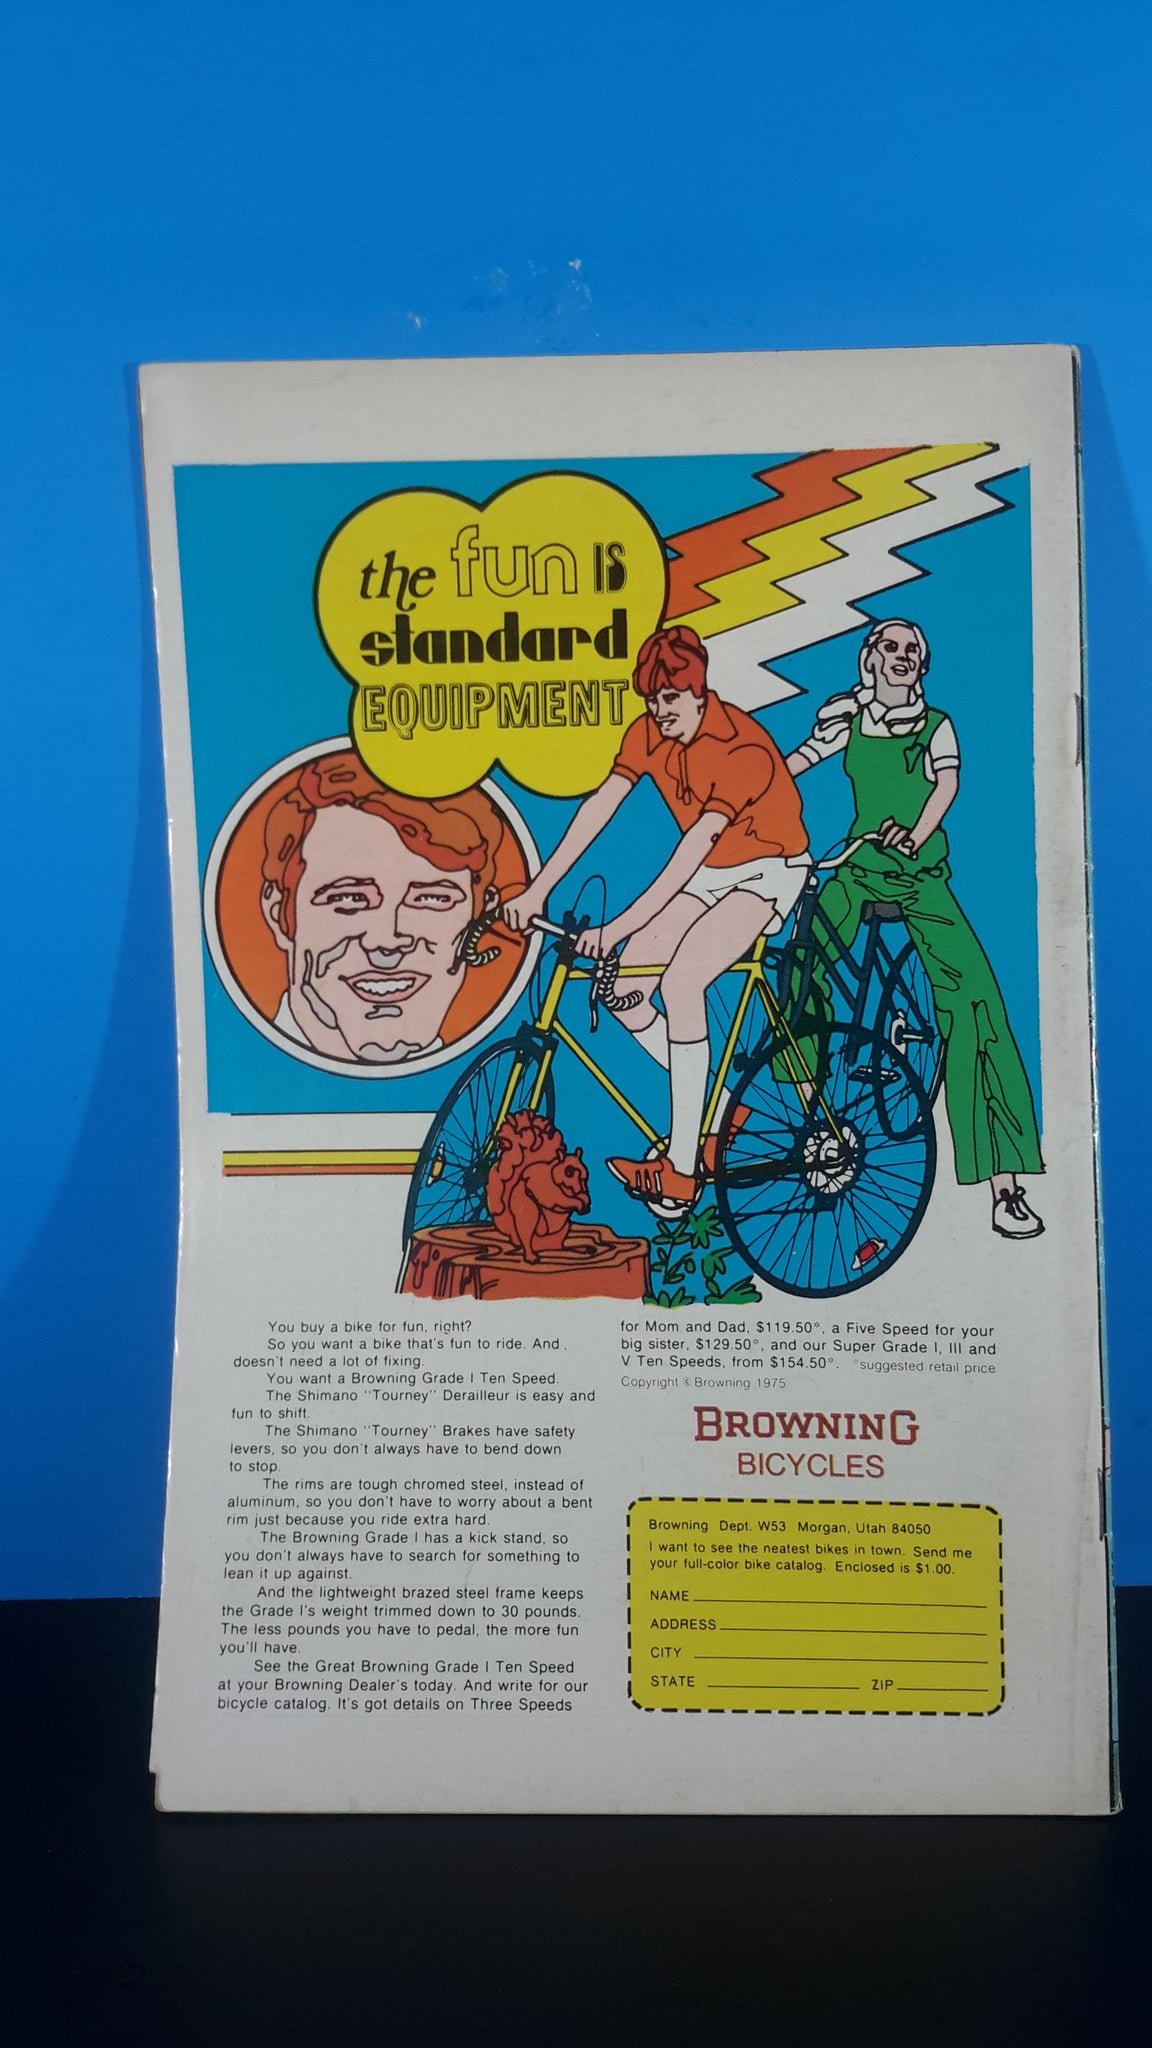 the fun IS
standard
EQUIPMENT
You buy a bike for fun, right?
So you want a bike that's fun to ride. And
doesn't need a lot of fixing.
You want a Browning Grade I Ten Speed.
The Shimano "Tourney" Derailleur is easy and
fun to shift.
The Shimano "Tourney" Brakes have safety
levers, so you don't always have to bend down
to stop.
The rims are tough chromed steel, instead of
aluminum, so you don't have to worry about a bent
rim just because you ride extra hard.
The Browning Grade I has a kick stand, so
you don't always have to search for something to
lean it up against.
And the lightweight brazed steel frame keeps
the Grade I's weight trimmed down to 30 pounds.
The less pounds you have to pedal, the more fun
you'll have.
See the Great Browning Grade I Ten Speed
at your Browning Dealer's today. And write for our
bicycle catalog. It's got details on Three Speeds
for Mom and Dad, $119.50*, a Five Speed for your
big sister, $129.50*, and our Super Grade I, III and
V Ten Speeds, from $154.50*. *suggested retail price
Copyright © Browning 1975
BROWNING
BICYCLES
Browning Dept. W53 Morgan, Utah 84050
I want to see the neatest bikes in town. Send me
your full-color bike catalog. Enclosed is $1.00.
NAME
ADDRESS
CITY
STATE ZIP